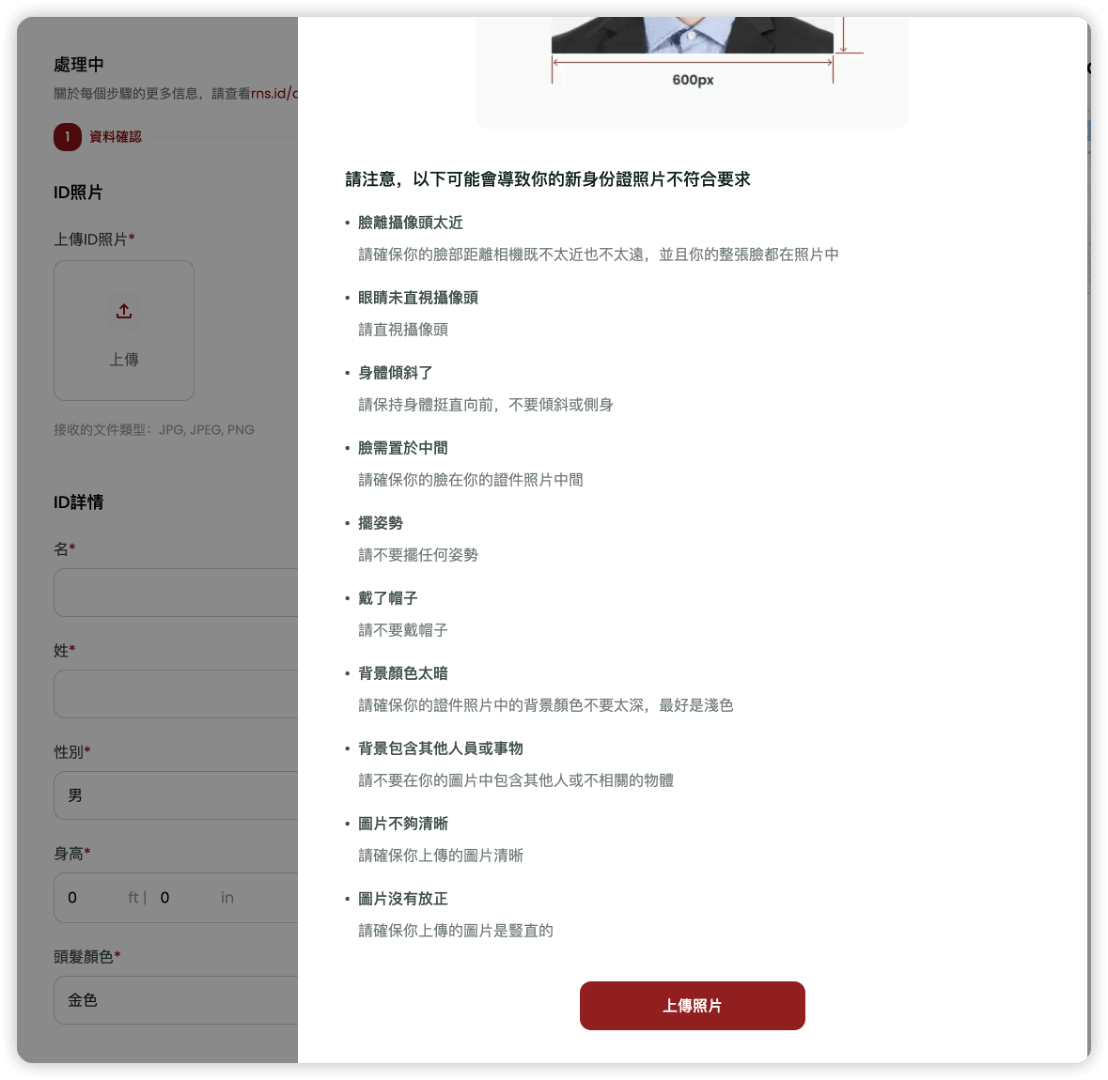 處理中
關於每個步驟的更多信息，請查看rns.id/
1 資料確認
ID照片
上傳ID照片*
上傳
接收的文件類型：JPG, JPEG, PNG
ID詳情
名*
姓*
性別*
男
身高*
0 ft | 0 in
頭髮顏色*
金色
600px
請注意，以下可能會導致你的新身份證照片不符合要求
• 臉離攝像頭太近
請確保你的臉部距離相機既不太近也不太遠，並且你的整張臉都在照片中
• 眼睛未直視攝像頭
請直視攝像頭
• 身體傾斜了
請保持身體挺直向前，不要傾斜或側身
• 臉需置於中間
請確保你的臉在你的證件照片中間
• 擺姿勢
請不要擺任何姿勢
• 戴了帽子
請不要戴帽子
• 背景顏色太暗
請確保你的證件照片中的背景顏色不要太深，最好是淺色
• 背景包含其他人員或事物
請不要在你的圖片中包含其他人或不相關的物體
• 圖片不夠清晰
請確保你上傳的圖片清晰
• 圖片沒有放正
請確保你上傳的圖片是豎直的
上傳照片